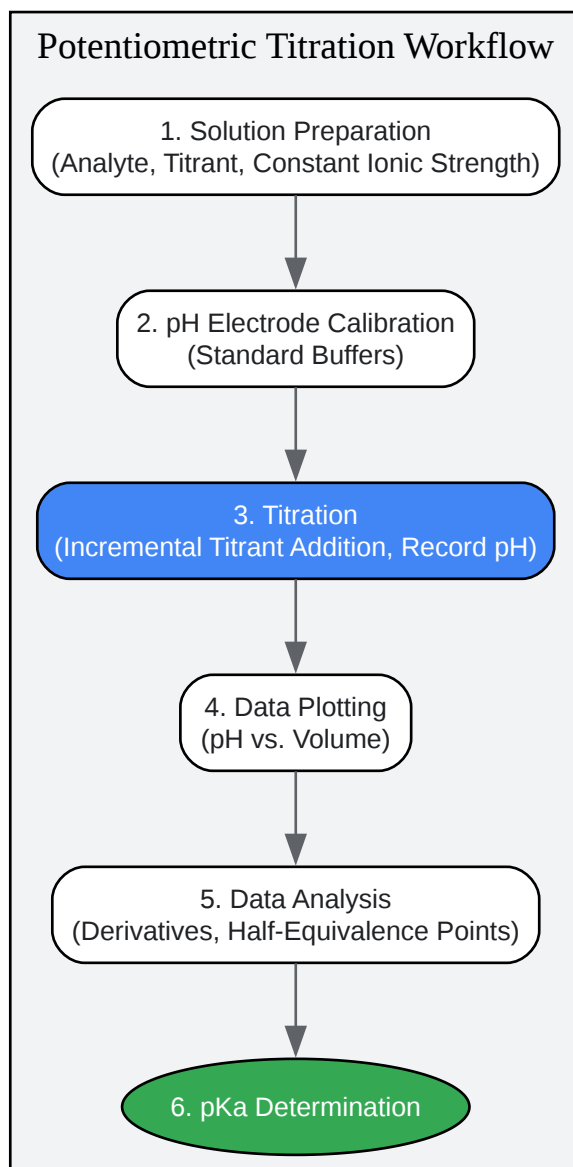 Potentiometric Titration Workflow
1. Solution Preparation
(Analyte, Titrant, Constant Ionic Strength)
2. pH Electrode Calibration
(Standard Buffers)
3. Titration
(Incremental Titrant Addition, Record pH)
4. Data Plotting
(pH vs. Volume)
5. Data Analysis
(Derivatives, Half-Equivalence Points)
6. pKa Determination